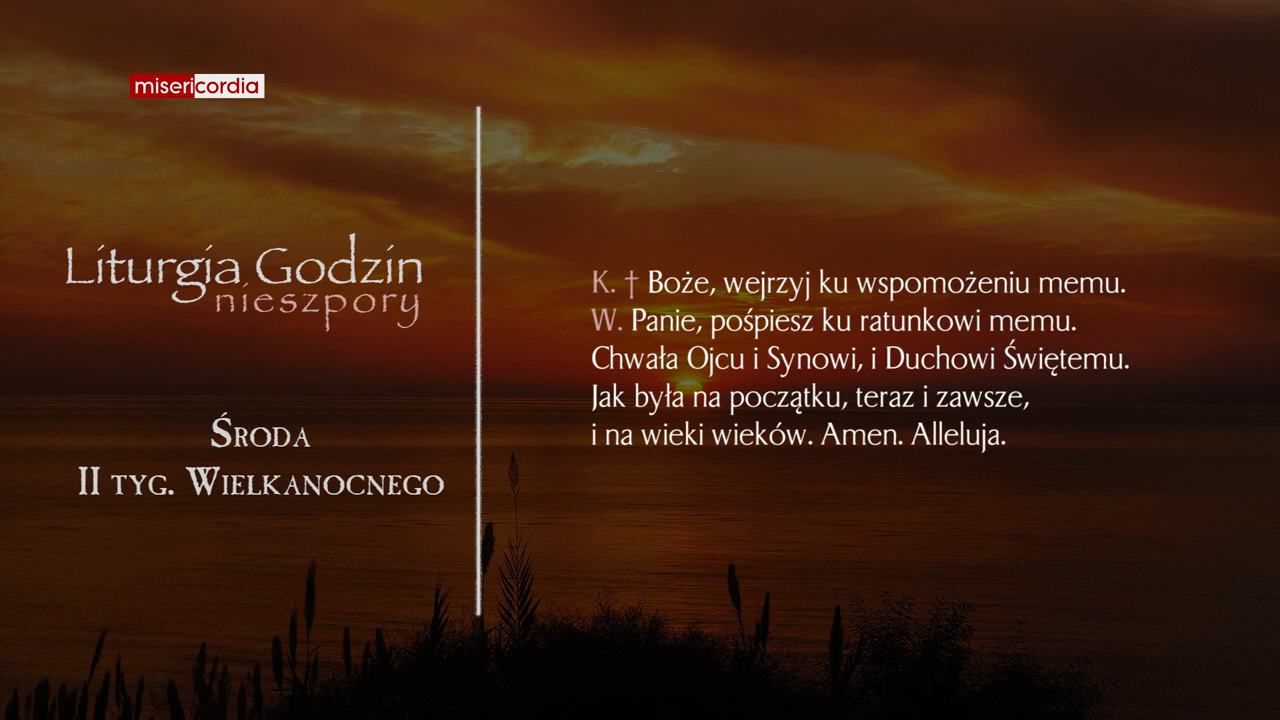 misericordia
Liturgia Godzin
nieszpory
Środa
II tyg. Wielkanocnego
K. † Boże, wejrzyj ku wspomożeniu memu.
W. Panie, pośpiesz ku ratunkowi memu.
Chwała Ojcu i Synowi, i Duchowi Świętemu.
Jak była na początku, teraz i zawsze,
i na wieki wieków. Amen. Alleluja.